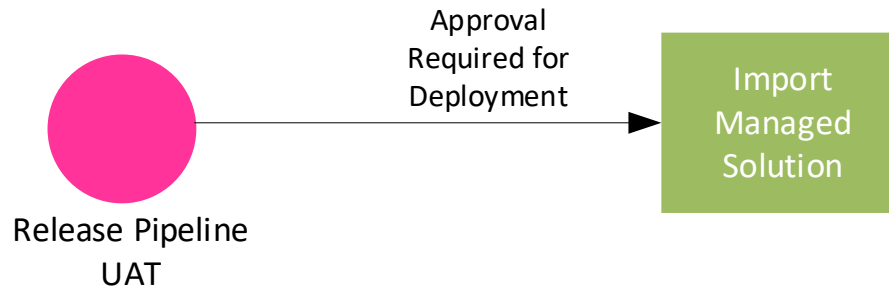 Approval
Required for
Deployment
Import
Managed
Solution
Release Pipeline
UAT